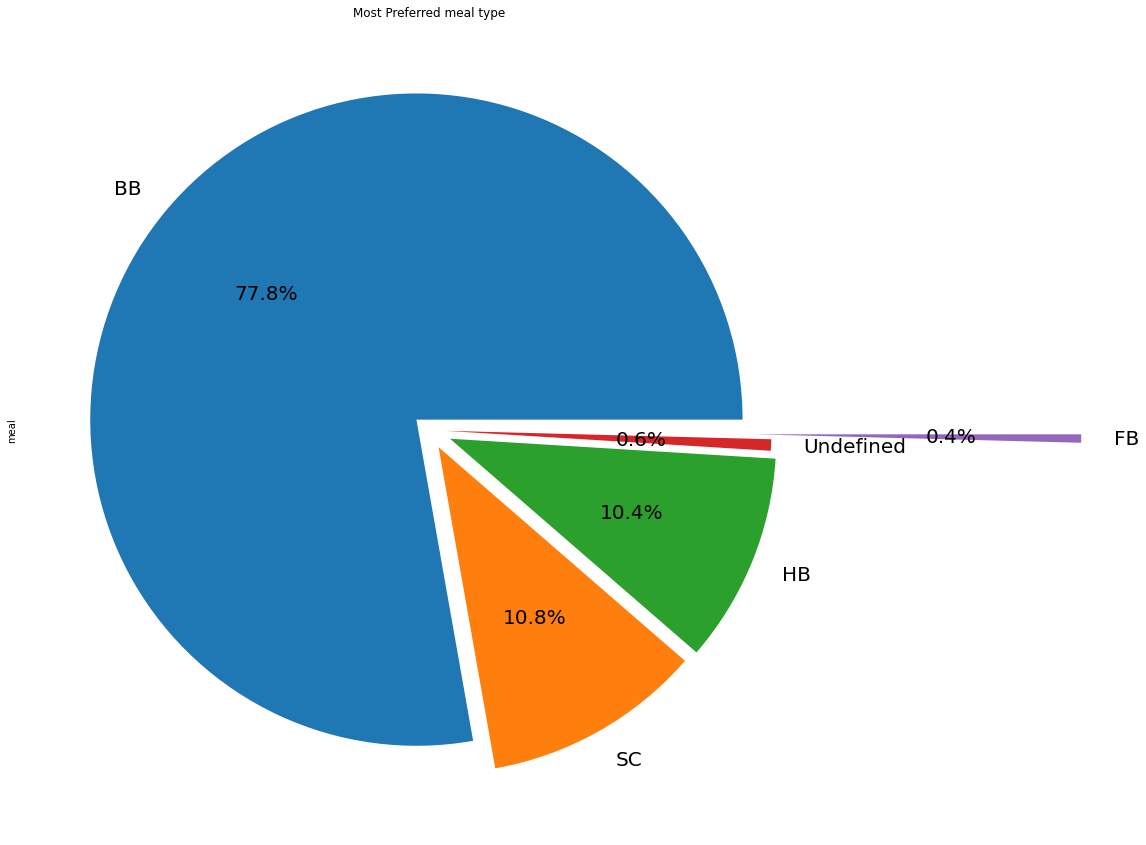 Most Preferred meal type
BB
77.8%
meal
0.6%
Undefined
0.4%
FB
10.4%
HB
10.8%
SC